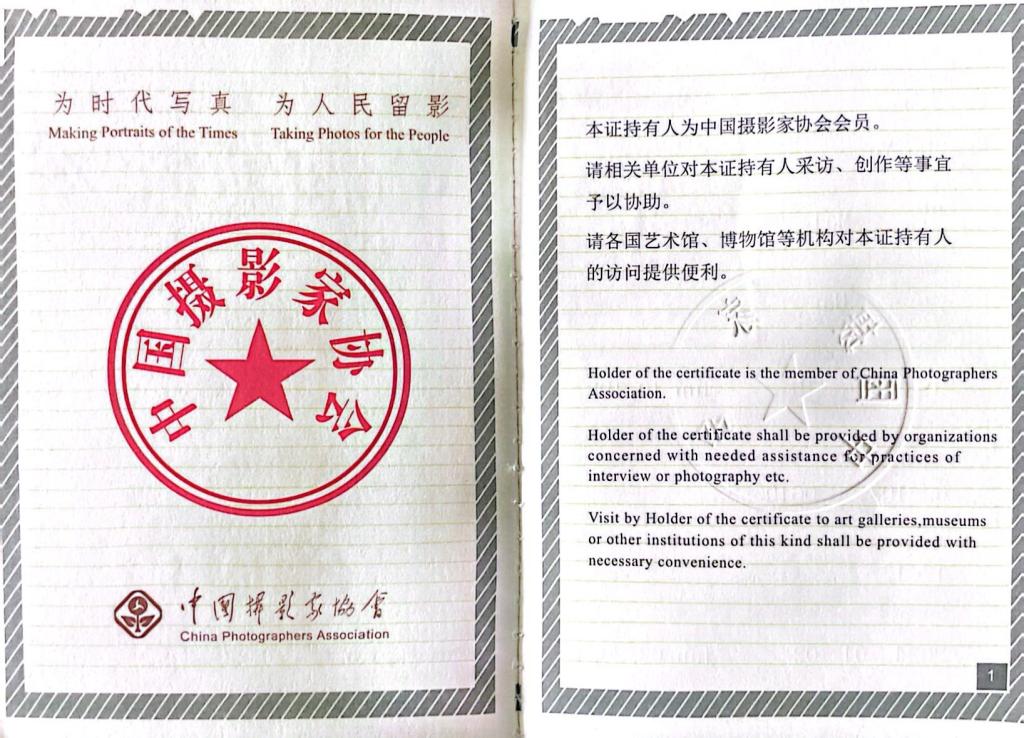 为时代写真 为人民留影
Making Portraits of the Times Taking Photos for the People
中国摄影家协会
中國攝影家協會
China Photographers Association
本证持有人为中国摄影家协会会员。
请相关单位对本证持有人采访、创作等事宜
予以协助。
请各国艺术馆、博物馆等机构对本证持有人
的访问提供便利。
Holder of the certificate is the member of China Photographers
Association.
Holder of the certificate shall be provided by organizations
concerned with needed assistance for practices of
interview or photography etc.
Visit by Holder of the certificate to art galleries,museums
or other institutions of this kind shall be provided with
necessary convenience.
1